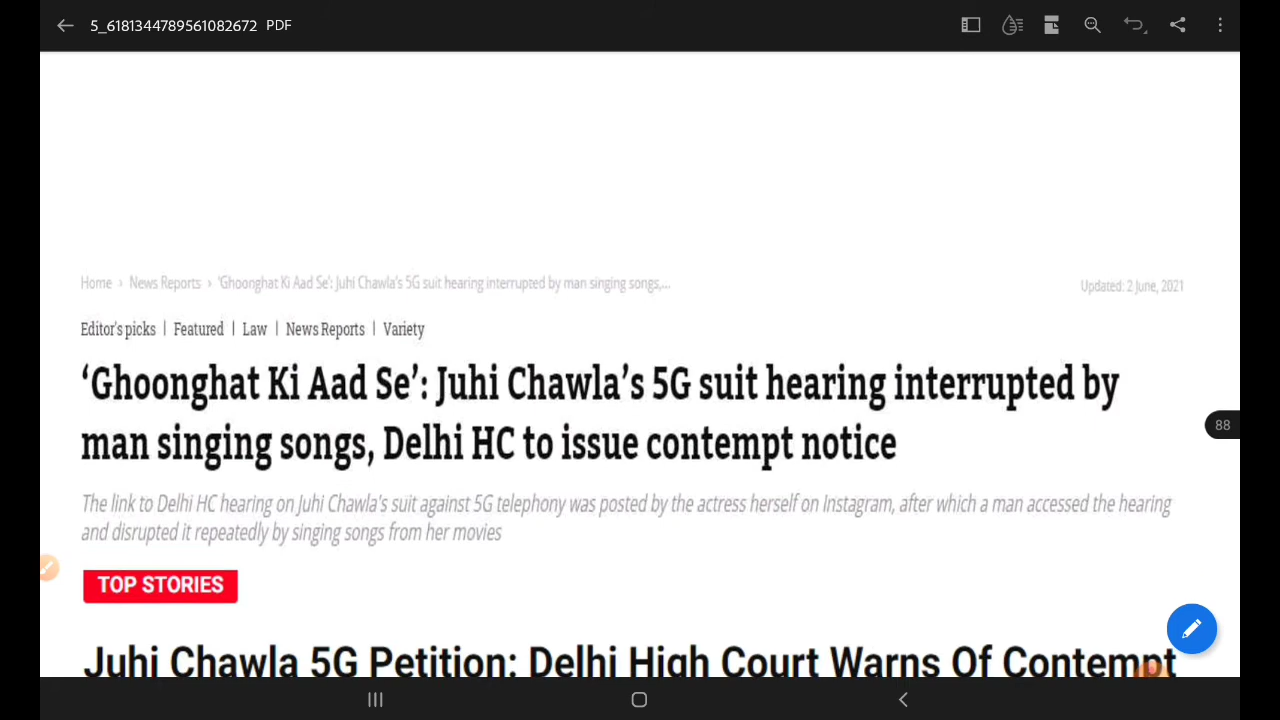 5_6181344789561082672 PDF
Home › News Reports › 'Ghoonghat Ki Aad Se': Juhi Chawla's 5G suit hearing interrupted by man singing songs,...
Updated: 2 June, 2021
Editor's picks | Featured | Law | News Reports | Variety
‘Ghoonghat Ki Aad Se’: Juhi Chawla’s 5G suit hearing interrupted by
man singing songs, Delhi HC to issue contempt notice
88
The link to Delhi HC hearing on Juhi Chawla's suit against 5G telephony was posted by the actress herself on Instagram, after which a man accessed the hearing
and disrupted it repeatedly by singing songs from her movies
TOP STORIES
Juhi Chawla 5G Petition: Delhi High Court Warns Of Contempt